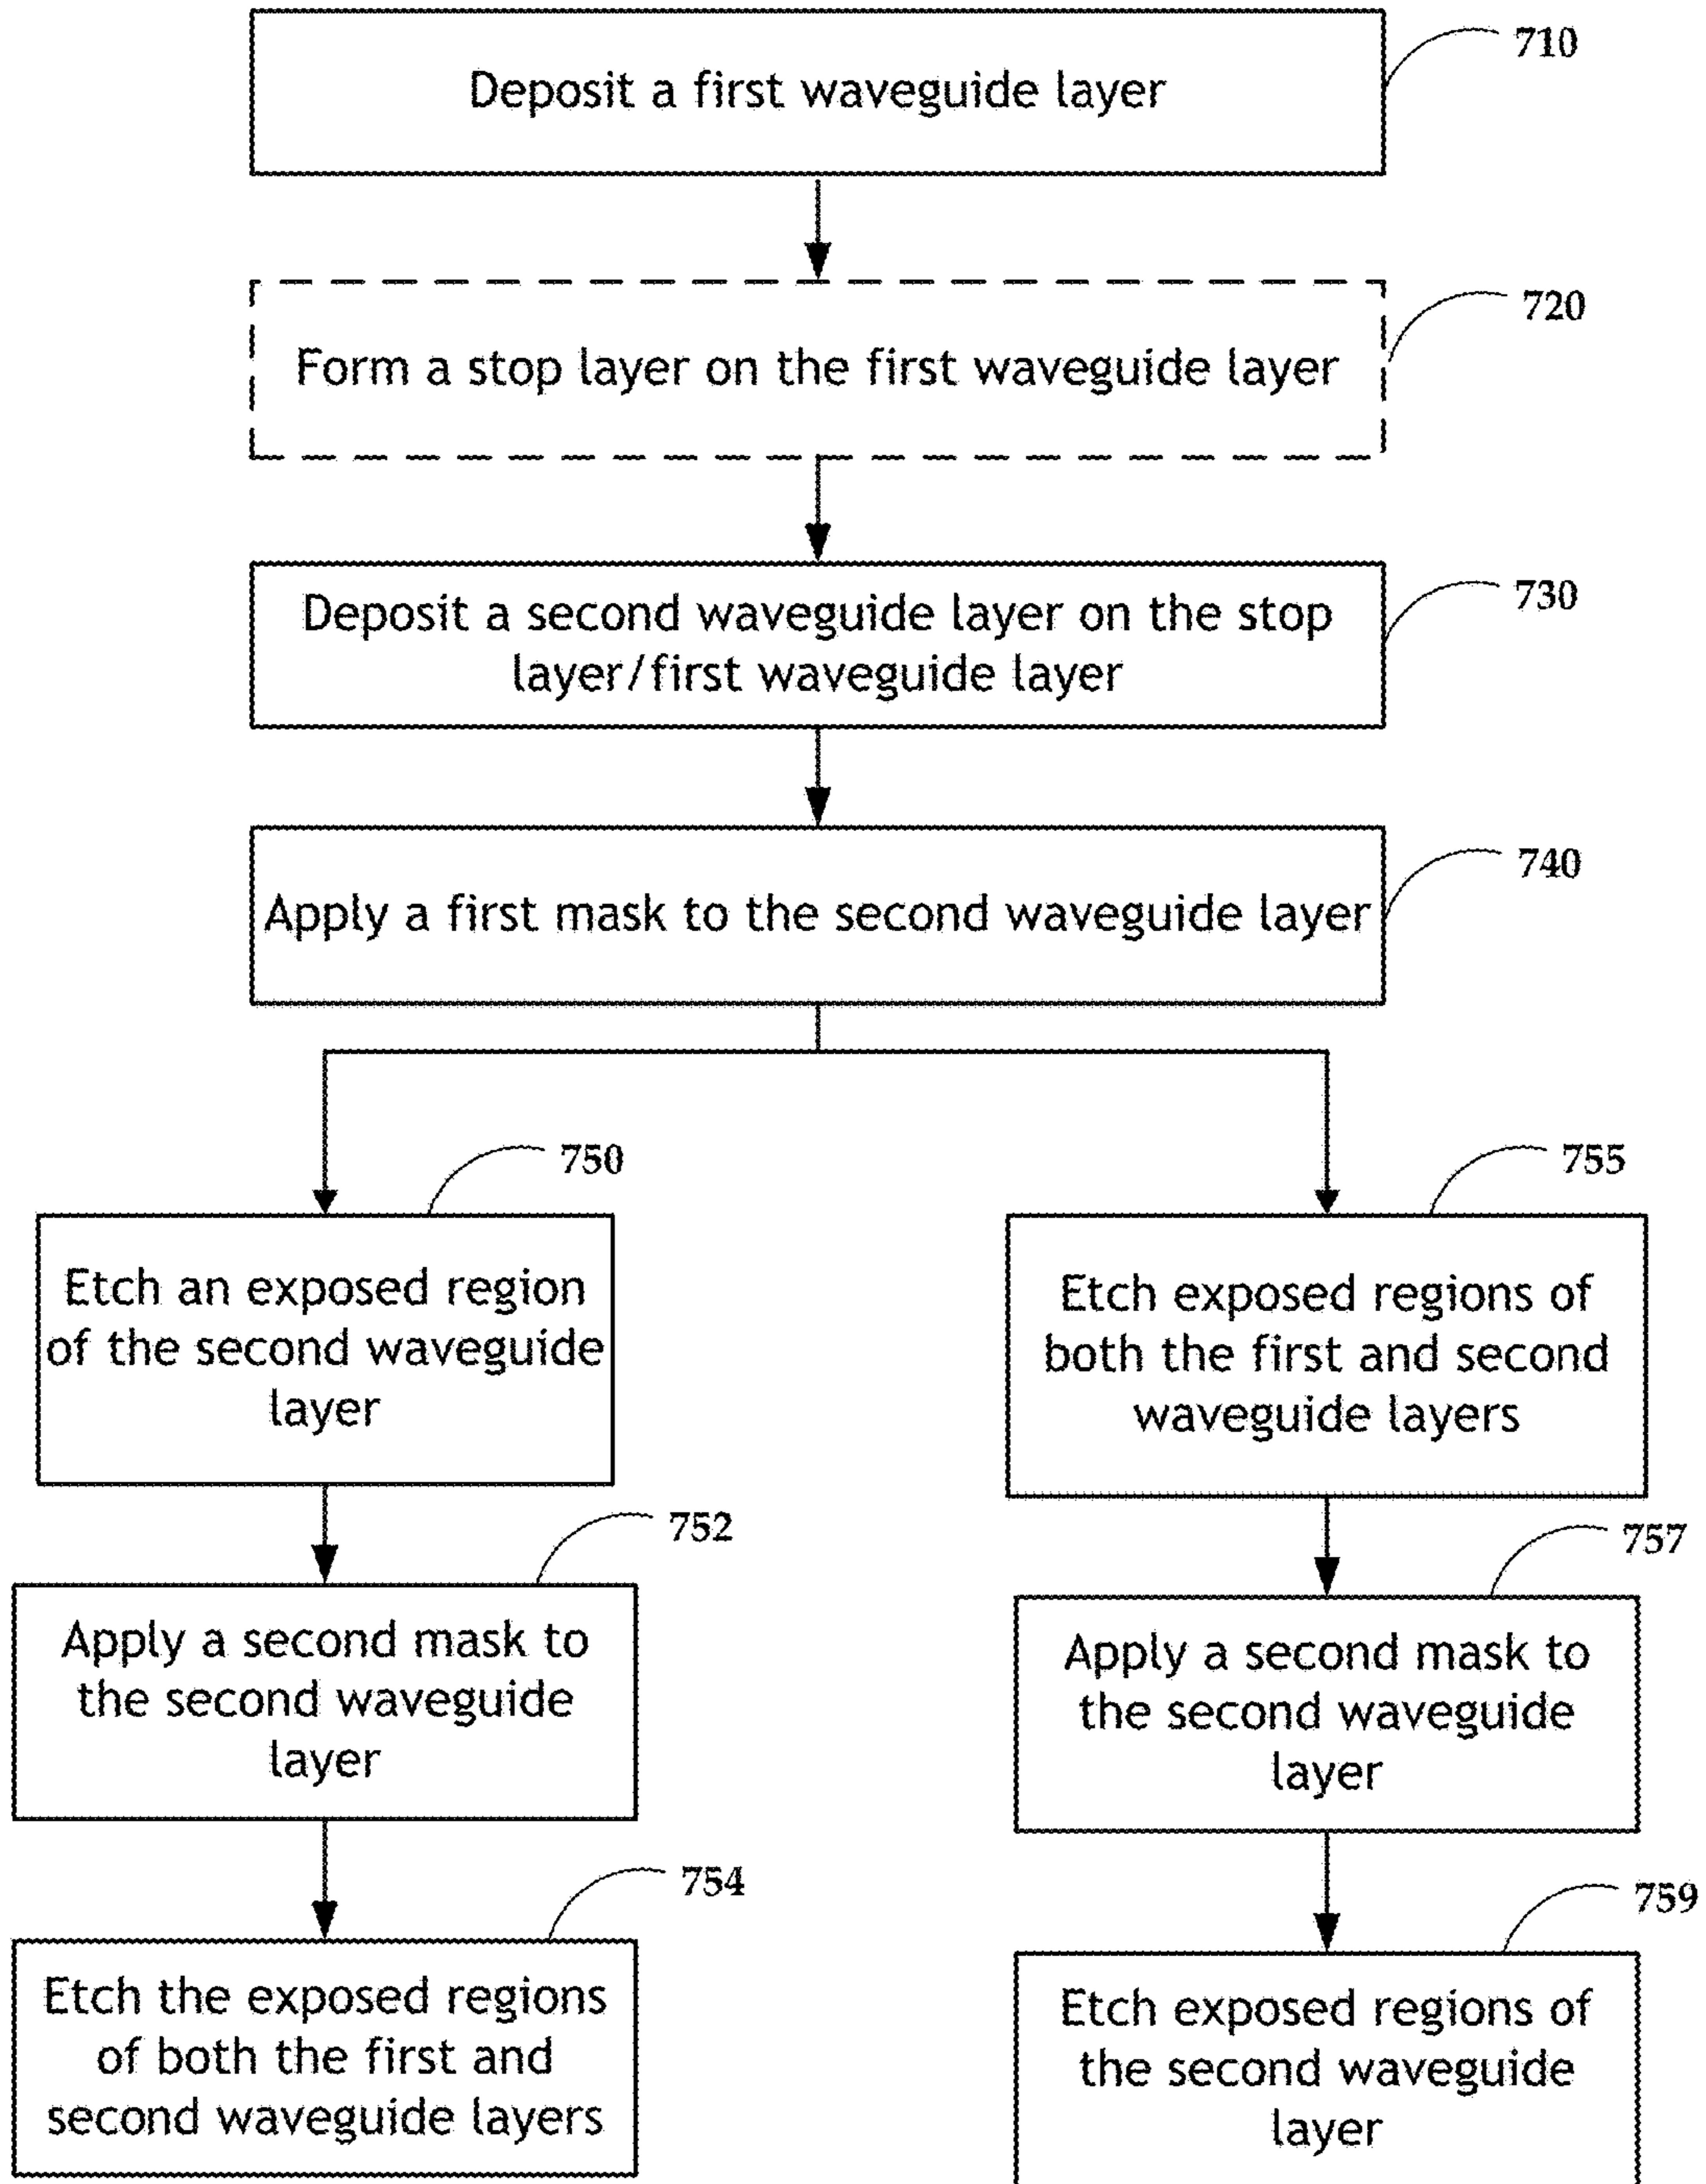 Deposit a first waveguide layer
710
Form a stop layer on the first waveguide layer
720
Deposit a second waveguide layer on the stop
layer/first waveguide layer
730
Apply a first mask to the second waveguide layer
740
750
Etch an exposed region
of the second waveguide
layer
752
Apply a second mask to
the second waveguide
layer
754
Etch the exposed regions
of both the first and
second waveguide layers
755
Etch exposed regions of
both the first and second
waveguide layers
757
Apply a second mask to
the second waveguide
layer
759
Etch exposed regions of
the second waveguide
layer